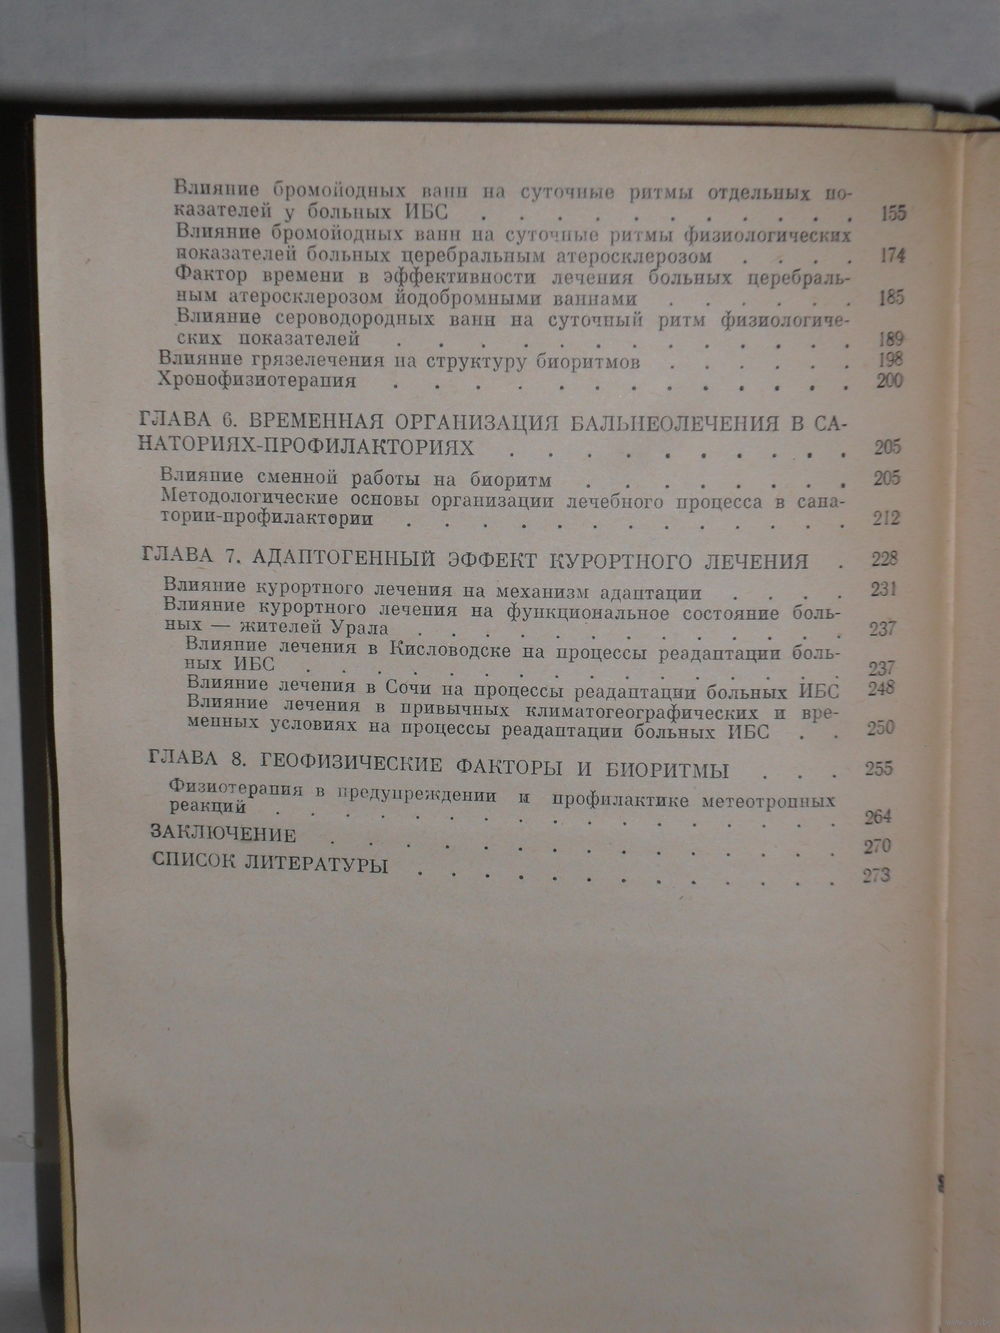 Влияние бромойодных ванн на суточные ритмы отдельных по-
казателей у больных ИБС . . . . . . . . . . 155
Влияние бромойодных ванн на суточные ритмы физиологических
показателей больных церебральным атеросклерозом . . . . 174
Фактор времени в эффективности лечения больных церебраль-
ным атеросклерозом йодобромными ваннами . . . . . . 185
Влияние сероводородных ванн на суточный ритм физиологиче-
ских показателей . . . . . . . . . . . . 189
Влияние грязелечения на структуру биоритмов . . . . . . 198
Хронофизиотерапия . . . . . . . . . . . . 200
ГЛАВА 6. ВРЕМЕННАЯ ОРГАНИЗАЦИЯ БАЛЬНЕОЛЕЧЕНИЯ В СА-
НАТОРИЯХ-ПРОФИЛАКТОРИЯХ . . . . . . . . . . 205
Влияние сменной работы на биоритм . . . . . . . 205
Методологические основы организации лечебного процесса в сана-
тории-профилактории . . . . . . . . . . . . 212
ГЛАВА 7. АДАПТОГЕННЫЙ ЭФФЕКТ КУРОРТНОГО ЛЕЧЕНИЯ . 228
Влияние курортного лечения на механизм адаптации . . . . 231
Влияние курортного лечения на функциональное состояние боль-
ных — жителей Урала . . . . . . . . . . . . 237
Влияние лечения в Кисловодске на процессы реадаптации боль-
ных ИБС . . . . . . . . . . . . . . 237
Влияние лечения в Сочи на процессы реадаптации больных ИБС 248
Влияние лечения в привычных климатогеографических и вре-
менных условиях на процессы реадаптации больных ИБС . . 250
ГЛАВА 8. ГЕОФИЗИЧЕСКИЕ ФАКТОРЫ И БИОРИТМЫ . . . 255
Физиотерапия в предупреждении и профилактике метеотропных
реакций . . . . . . . . . . . . . . . 264
ЗАКЛЮЧЕНИЕ . . . . . . . . . . . . . . 270
СПИСОК ЛИТЕРАТУРЫ . . . . . . . . . . . . 273